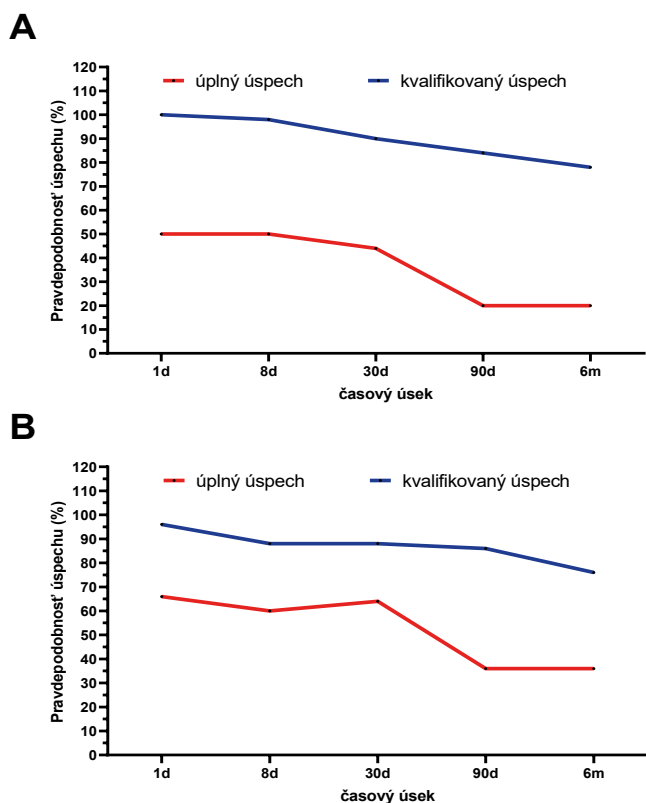 A
úplný úspech
kvalifikovaný úspech
Pravdepodobnosť úspechu (%)
120
110
100
90
80
70
60
50
40
30
20
10
0
1d
8d
30d
90d
6m
časový úsek
B
úplný úspech
kvalifikovaný úspech
Pravdepodobnosť úspechu (%)
120
110
100
90
80
70
60
50
40
30
20
10
0
1d
8d
30d
90d
6m
časový úsek